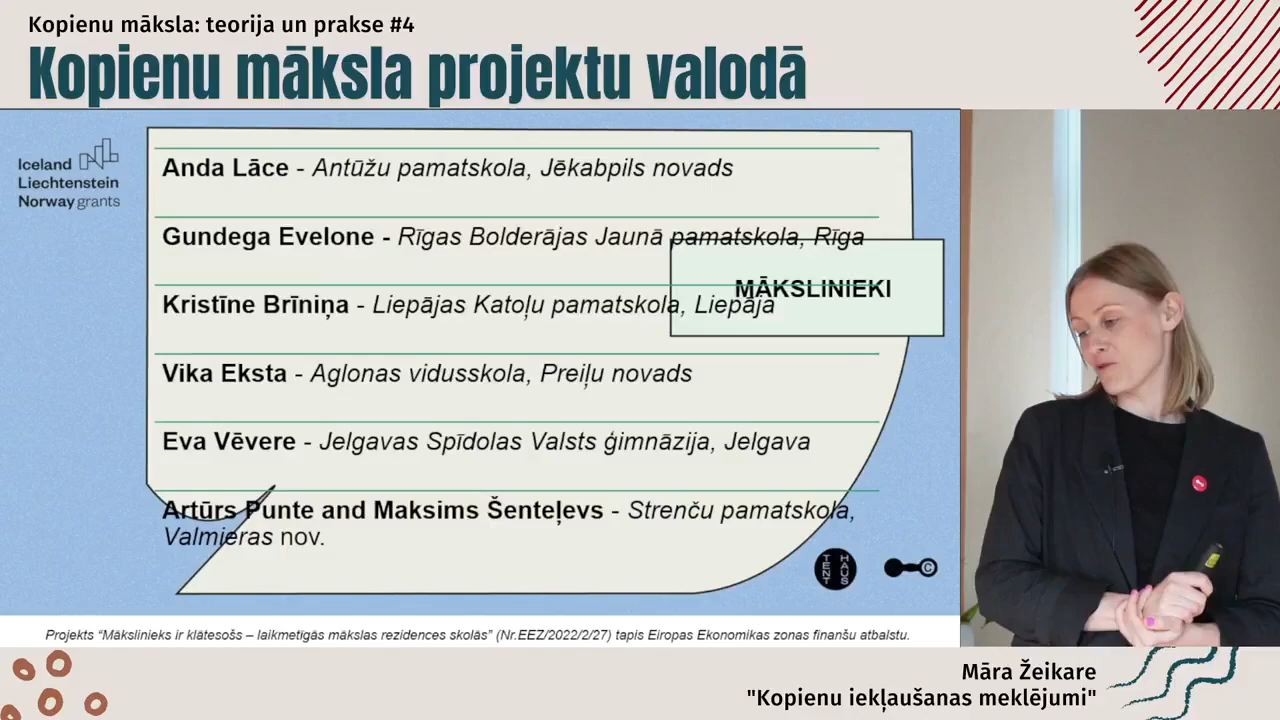 Kopienu māksla: teorija un prakse #4
Kopienu māksla projektu valodā
Iceland
Liechtenstein
Norway grants
Anda Lāce - Antūžu pamatskola, Jēkabpils novads
Gundega Evelone - Rīgas Bolderājas Jaunā pamatskola, Rīga
MĀKSLINIEKI
Kristīne Brīniņa - Liepājas Katoļu pamatskola, Liepāja
Vika Eksta - Aglonas vidusskola, Preiļu novads
Eva Vēvere - Jelgavas Spīdolas Valsts ģimnāzija, Jelgava
Artūrs Punte and Maksims Šenteļevs - Strenču pamatskola,
Valmieras nov.
TENT HAUS
C
Projekts “Mākslinieks ir klātesošs – laikmetīgās mākslas rezidences skolās” (Nr.EEZ/2022/2/27) tapis Eiropas Ekonomikas zonas finanšu atbalstu.
Māra Žeikare
"Kopienu iekļaušanas meklējumi"